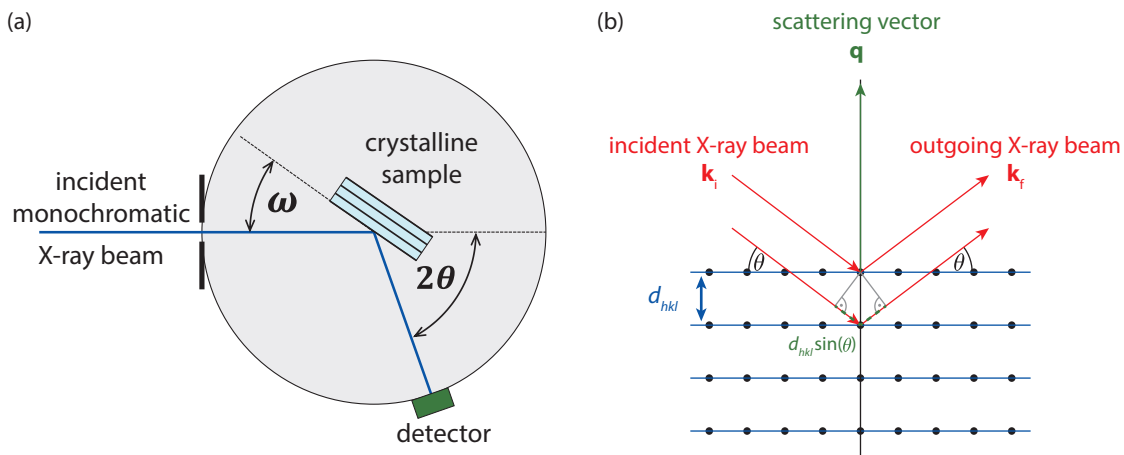 (a)
incident
monochromatic
X-ray beam
ω
crystalline
sample
2θ
detector
(b)
scattering vector
q
incident X-ray beam
kᵢ
outgoing X-ray beam
k_f
θ
θ
d_hkl
d_hkl sin(θ)